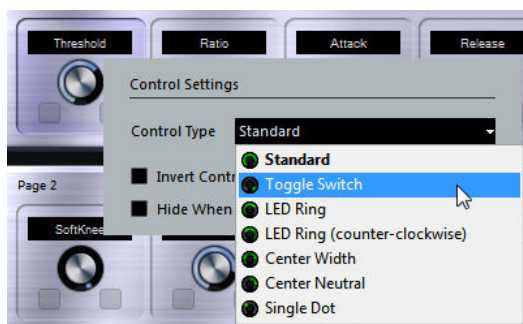 Threshold Ratio Attack Release
Control Settings
Control Type Standard
Standard
Page 2
Invert
Toggle Switch
Hide When
LED Ring
SoftKnee
LED Ring (counter-clockwise)
Center Width
Center Neutral
Single Dot